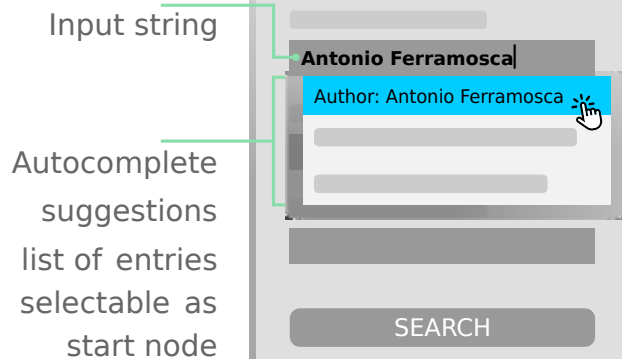 Input string
Antonio Ferramosca
Author: Antonio Ferramosca
Autocomplete
suggestions
list of entries
selectable as
start node
SEARCH